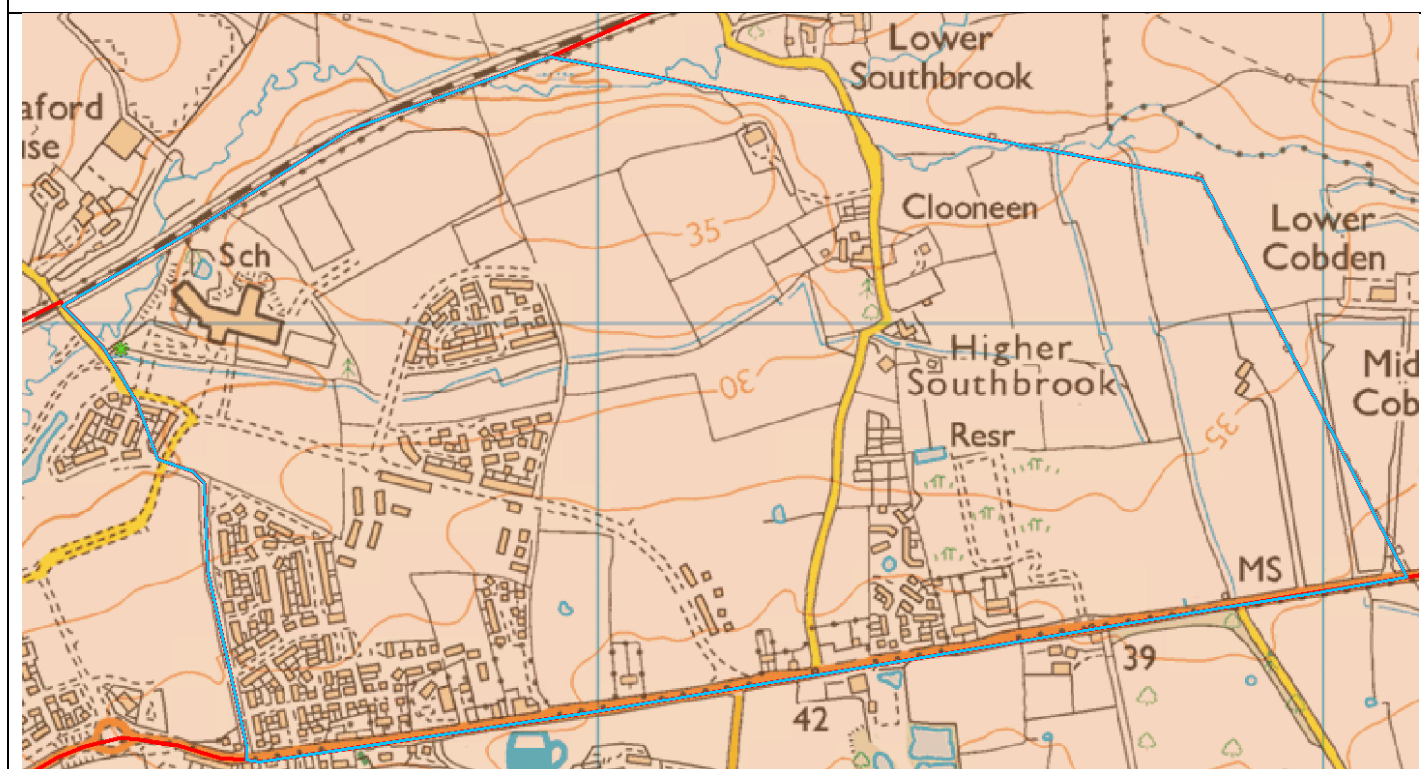 Lower
Southbrook
aford
use
Sch
35
Clooneen
Lower
Cobden
Higher
Southbrook
30
Mid
Cob
35
Resr
MS
39
42